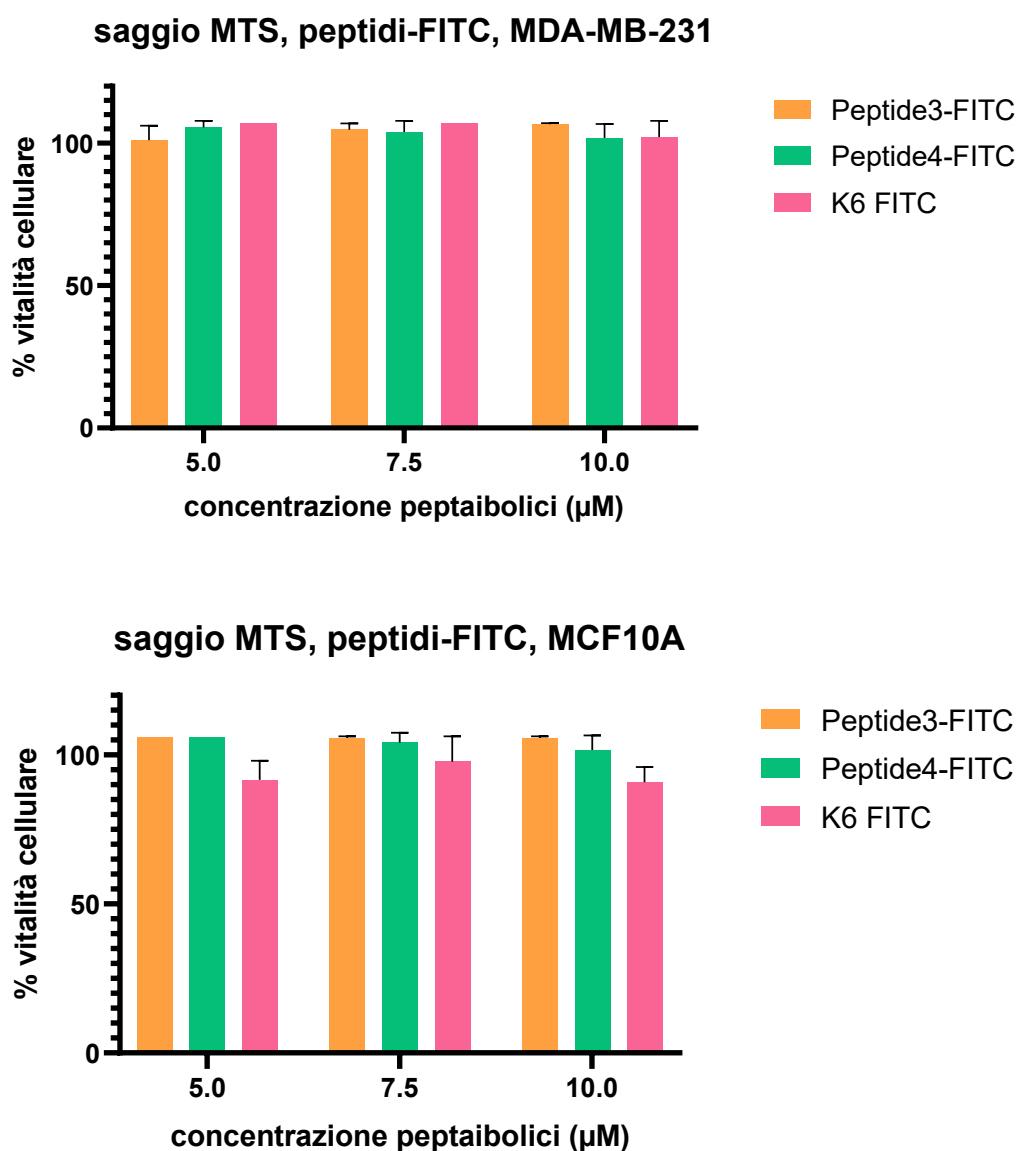 saggio MTS, peptidi-FITC, MDA-MB-231
Peptide3-FITC
Peptide4-FITC
K6 FITC
% vitalità cellulare
100
50
0
5.0 7.5 10.0
concentrazione peptaibolici (µM)
saggio MTS, peptidi-FITC, MCF10A
Peptide3-FITC
Peptide4-FITC
K6 FITC
% vitalità cellulare
100
50
0
5.0 7.5 10.0
concentrazione peptaibolici (µM)